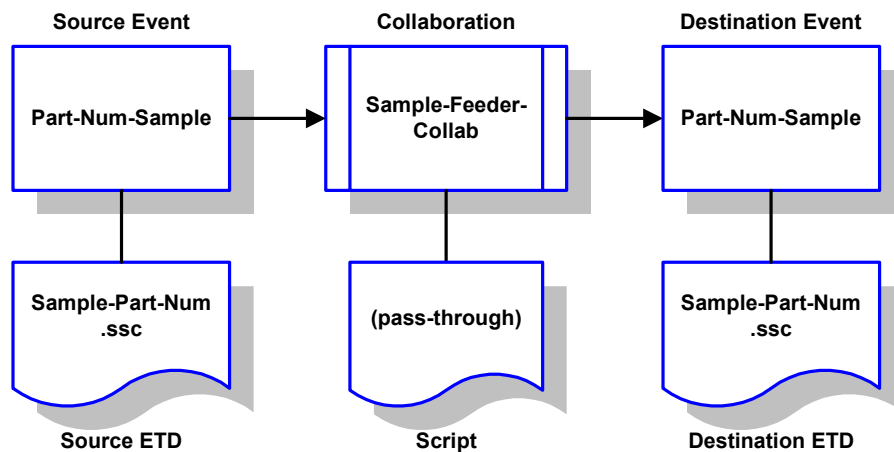 Source Event
Collaboration
Destination Event
Part-Num-Sample
Sample-Feeder-
Collab
Part-Num-Sample
Sample-Part-Num
.ssc
(pass-through)
Sample-Part-Num
.ssc
Source ETD
Script
Destination ETD